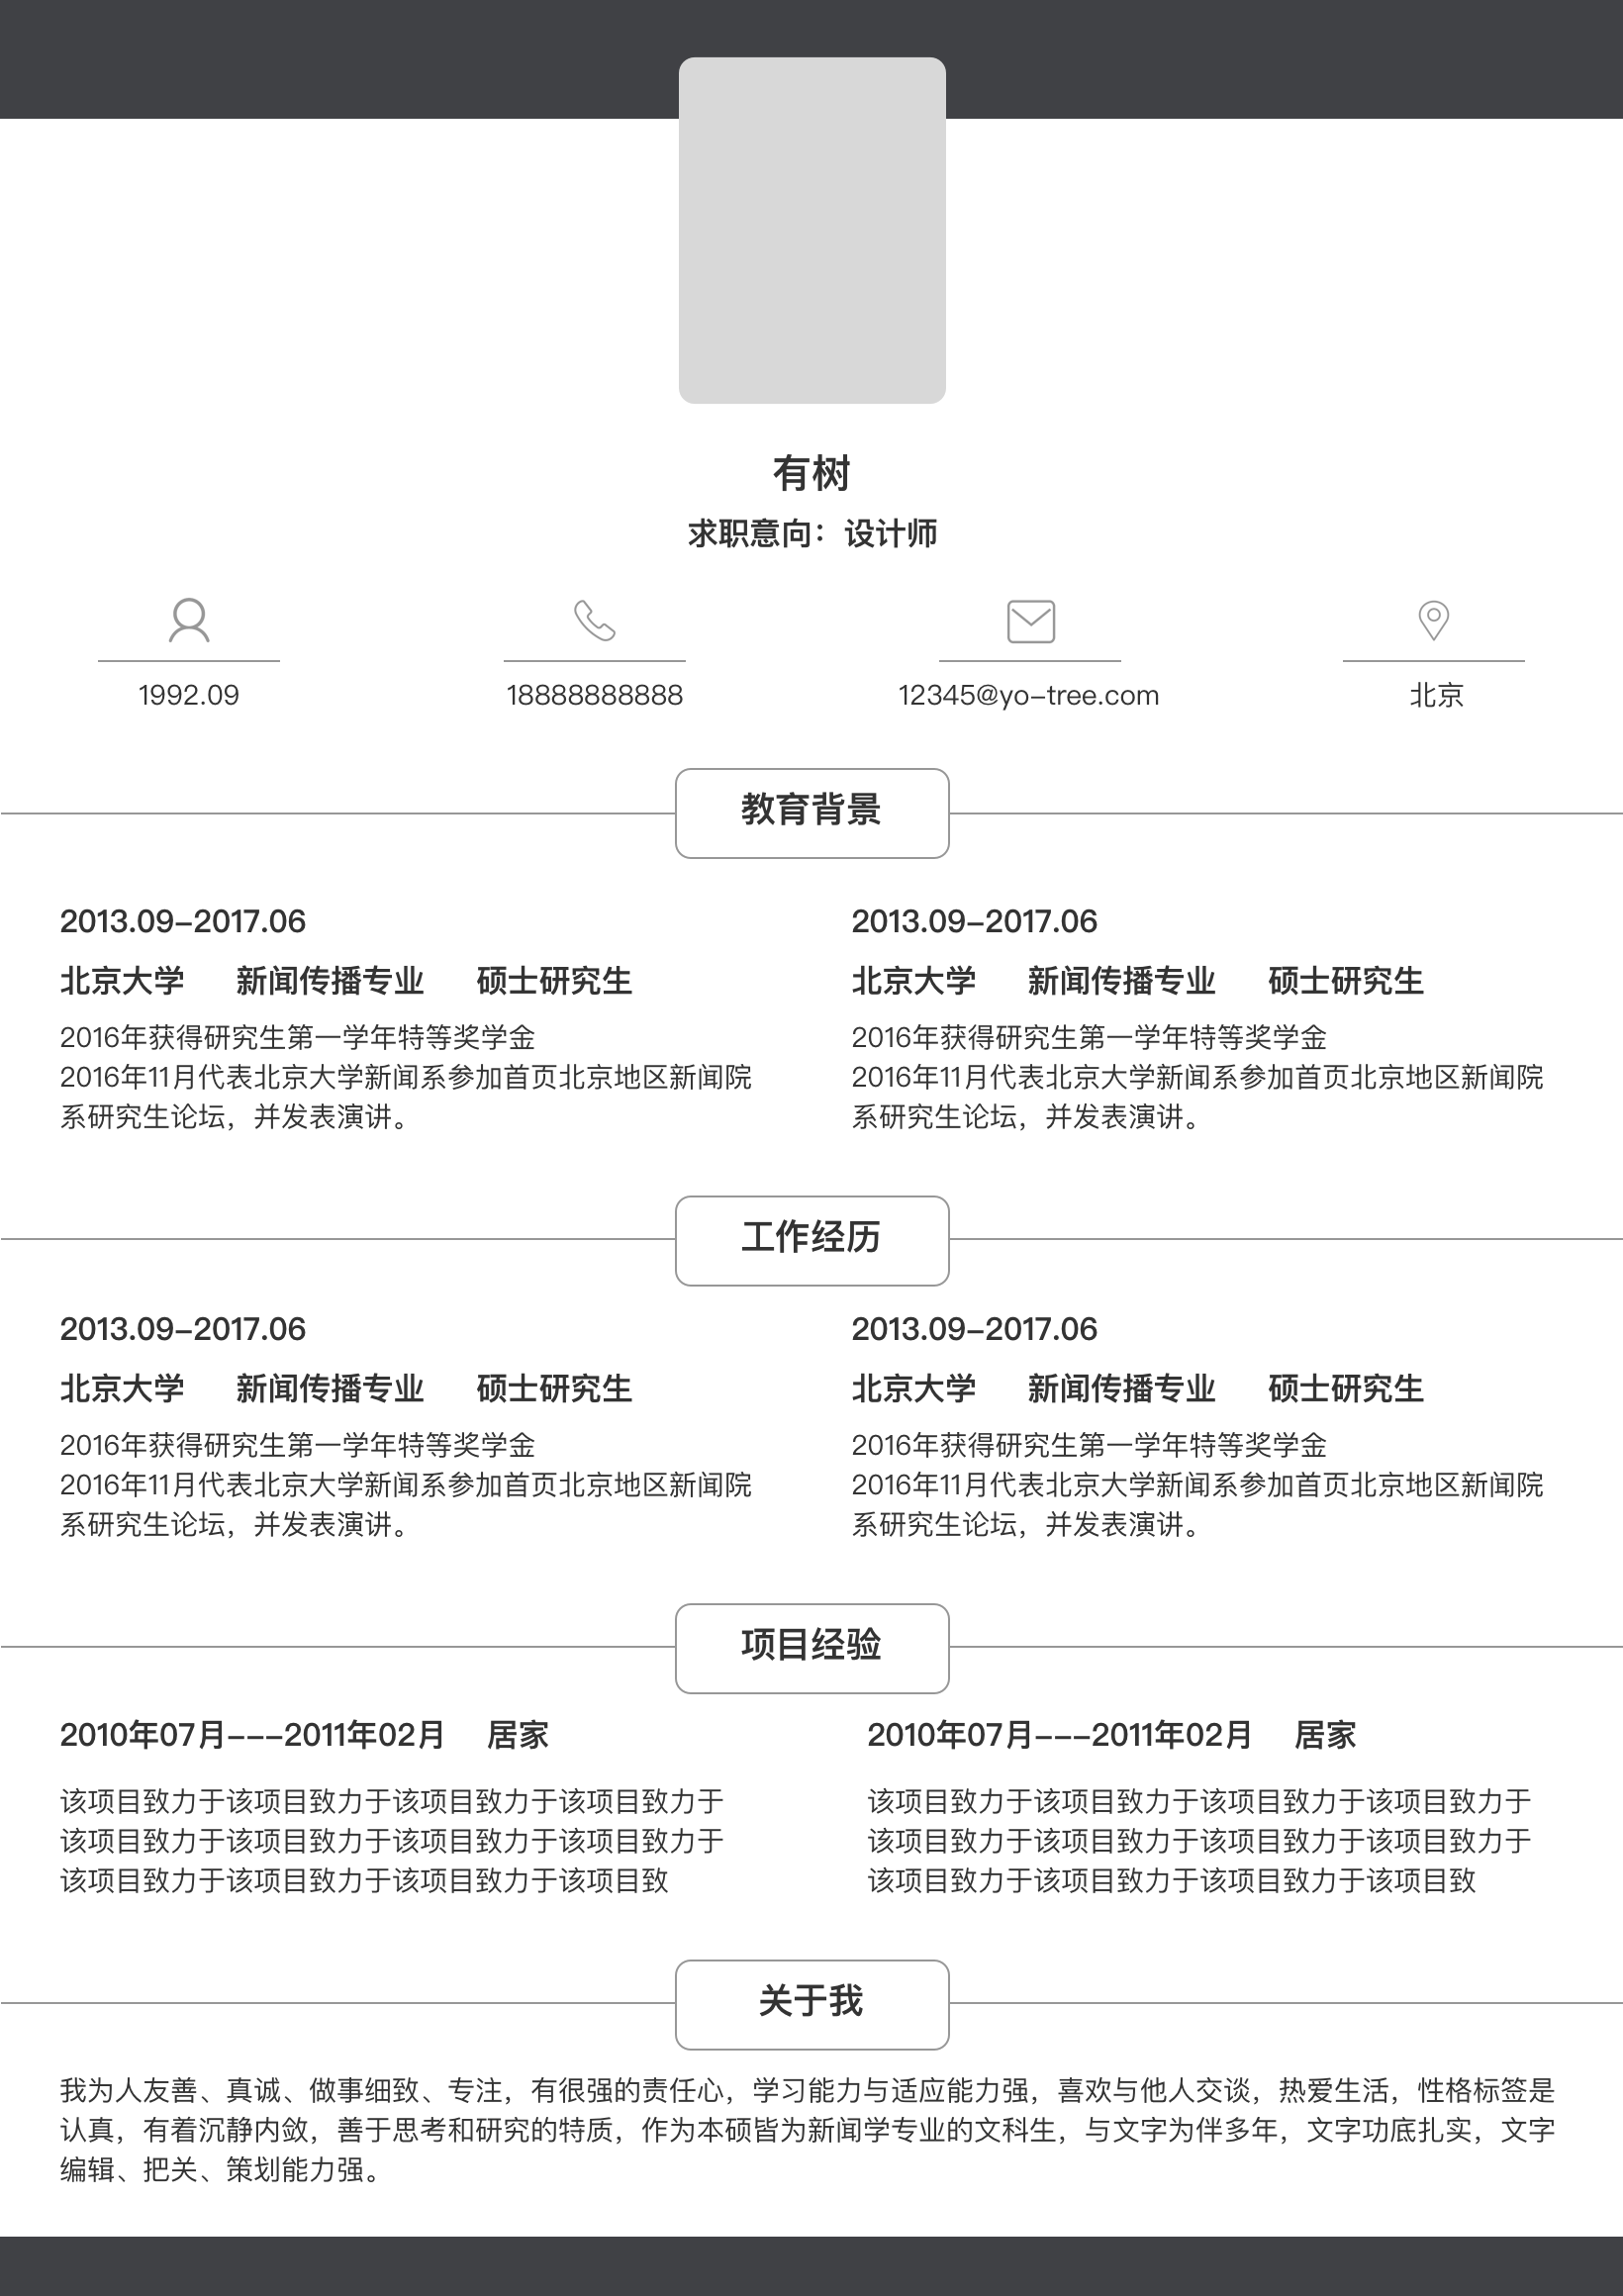 有树
求职意向：设计师
1992.09
18888888888
12345@yo-tree.com
北京
教育背景
2013.09-2017.06
北京大学 新闻传播专业 硕士研究生
2016年获得研究生第一学年特等奖学金
2016年11月代表北京大学新闻系参加首页北京地区新闻院
系研究生论坛，并发表演讲。
2013.09-2017.06
北京大学 新闻传播专业 硕士研究生
2016年获得研究生第一学年特等奖学金
2016年11月代表北京大学新闻系参加首页北京地区新闻院
系研究生论坛，并发表演讲。
工作经历
2013.09-2017.06
北京大学 新闻传播专业 硕士研究生
2016年获得研究生第一学年特等奖学金
2016年11月代表北京大学新闻系参加首页北京地区新闻院
系研究生论坛，并发表演讲。
2013.09-2017.06
北京大学 新闻传播专业 硕士研究生
2016年获得研究生第一学年特等奖学金
2016年11月代表北京大学新闻系参加首页北京地区新闻院
系研究生论坛，并发表演讲。
项目经验
2010年07月---2011年02月 居家
该项目致力于该项目致力于该项目致力于该项目致力于
该项目致力于该项目致力于该项目致力于该项目致力于
该项目致力于该项目致力于该项目致力于该项目致
2010年07月---2011年02月 居家
该项目致力于该项目致力于该项目致力于该项目致力于
该项目致力于该项目致力于该项目致力于该项目致力于
该项目致力于该项目致力于该项目致力于该项目致
关于我
我为人友善、真诚、做事细致、专注，有很强的责任心，学习能力与适应能力强，喜欢与他人交谈，热爱生活，性格标签是
认真，有着沉静内敛，善于思考和研究的特质，作为本硕皆为新闻学专业的文科生，与文字为伴多年，文字功底扎实，文字
编辑、把关、策划能力强。